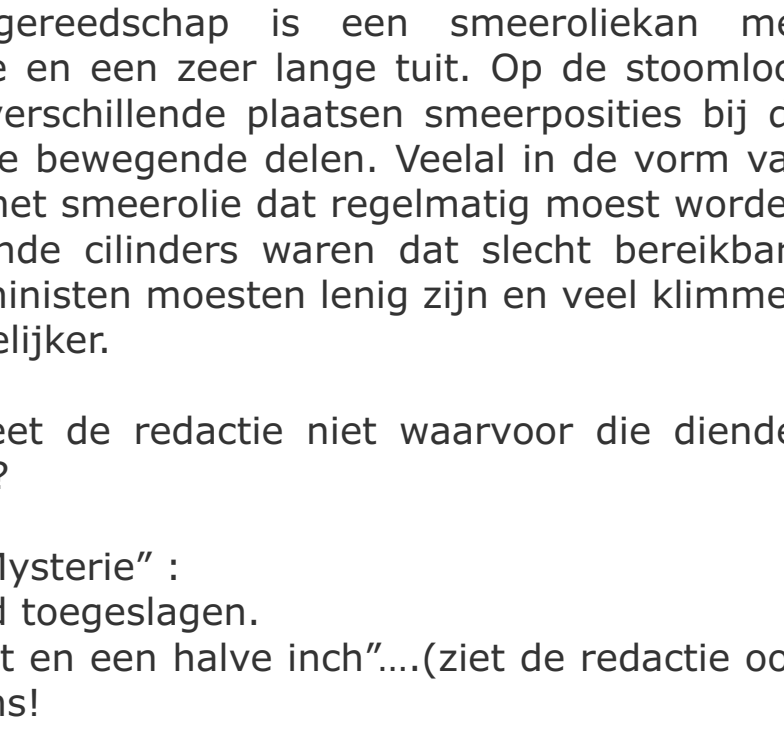 gereedschap is een smeeroliekan me
e en een zeer lange tuit. Op de stoomloc
verschillende plaatsen smeerposities bij d
e bewegende delen. Veelal in de vorm va
net smeerolie dat regelmatig moest worde
nde cilinders waren dat slecht bereikbar
ninisten moesten lenig zijn en veel klimme
elijker.
eet de redactie niet waarvoor die diende
?
Mysterie” :
d toegeslagen.
t en een halve inch”….(ziet de redactie oo
ns!